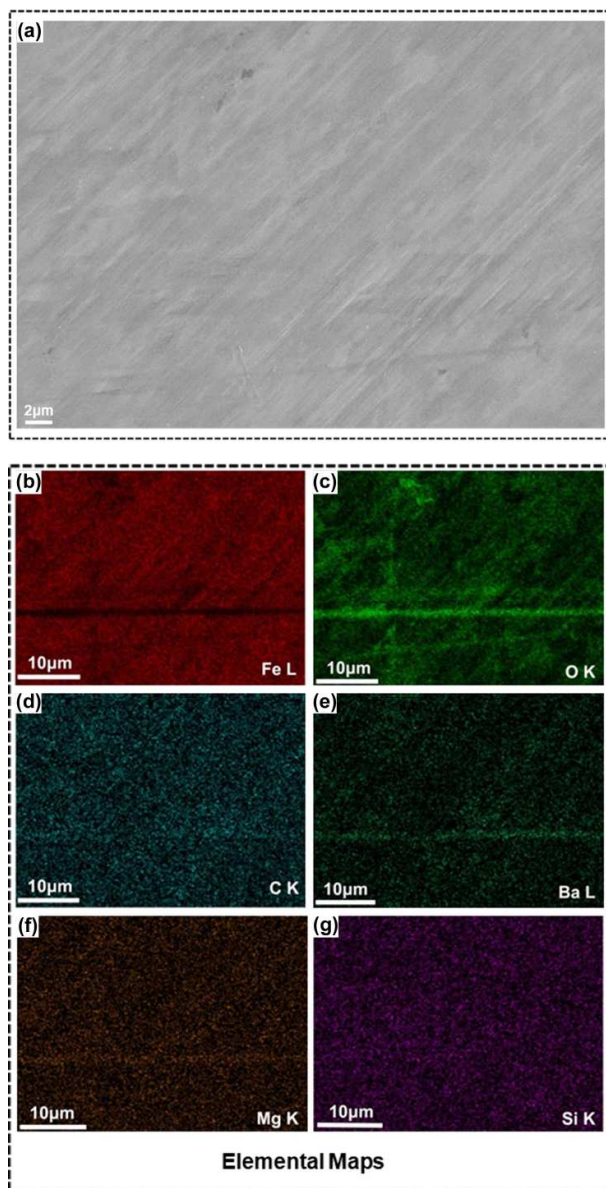 (a)
2μm
(b)
(c)
10μm
Fe L
10μm
O K
(d)
(e)
10μm
C K
10μm
Ba L
(f)
(g)
10μm
Mg K
10μm
Si K
Elemental Maps